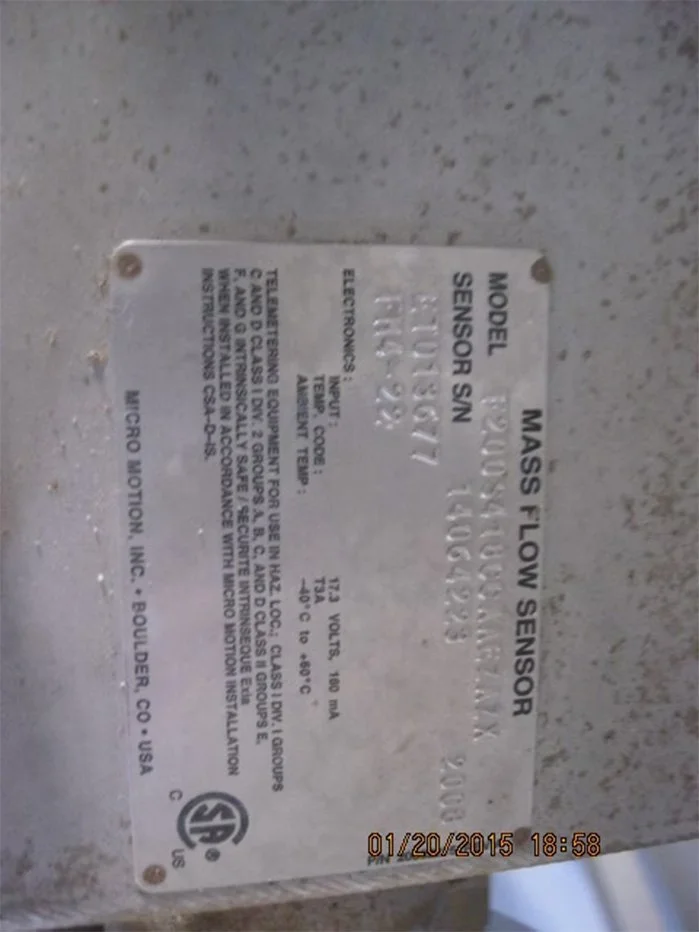 MASS FLOW SENSOR
MODEL
SENSOR S/N 14064223 2008
FK4-22
ELECTRONICS:
INPUT: 17.3 VOLTS, 180 mA
TEMP. CODE: T3A
AMBIENT TEMP: -40°C to +60°C
TELEMETERING EQUIPMENT FOR USE IN HAZ. LOC.; CLASS I DIV. I GROUPS
C AND D CLASS I DIV. 2 GROUPS A, B, C, AND D CLASS II GROUPS E,
F, AND G INTRINSICALLY SAFE / SECURITE INTRINSEQUE Exia
WHEN INSTALLED IN ACCORDANCE WITH MICRO MOTION INSTALLATION
INSTRUCTIONS CSA-D-IS.
MICRO MOTION, INC. • BOULDER, CO • USA
C SA ® US
P/N
01/20/2015 18:58